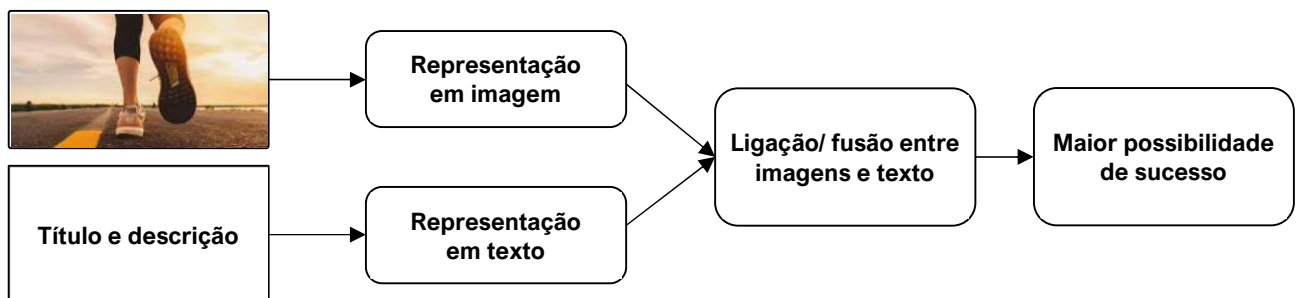 Representação
em imagem
Título e descrição
Representação
em texto
Ligação/ fusão entre
imagens e texto
Maior possibilidade
de sucesso